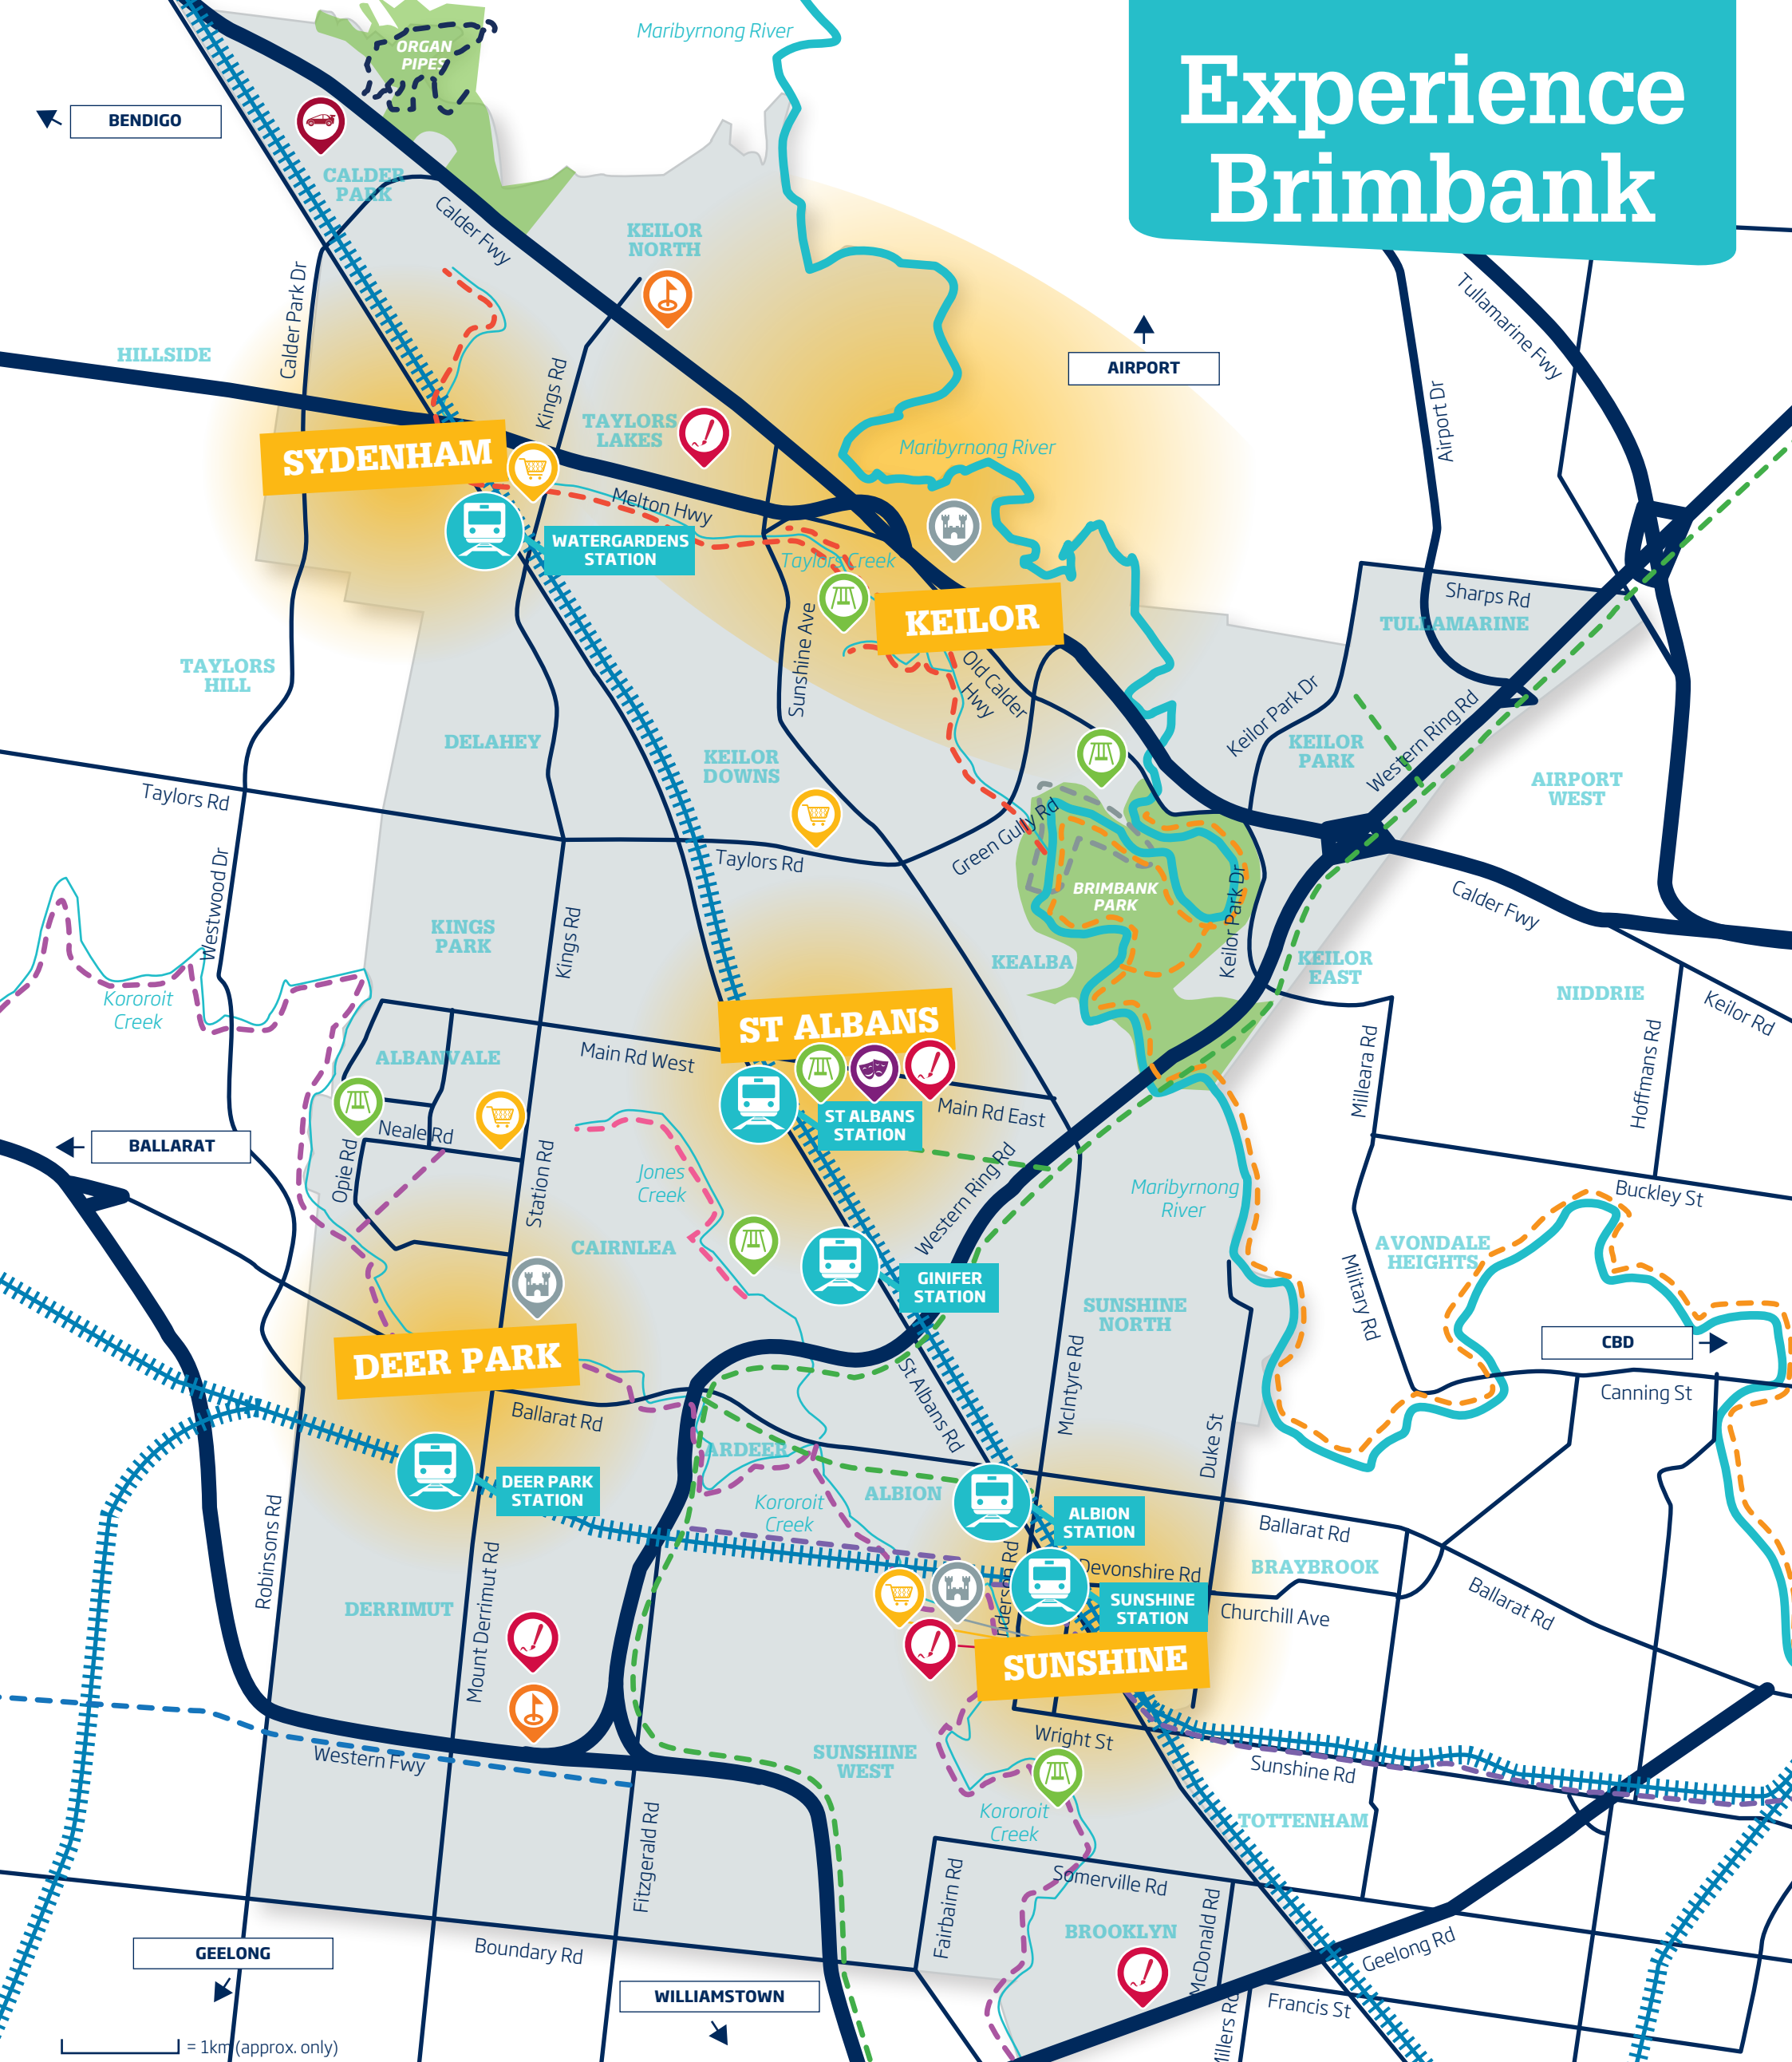 Experience
Brimbank
Maribyrnong River
ORGAN
PIPES
BENDIGO
CALDER
PARK
Calder Fwy
KEILOR
NORTH
Calder Park Dr
HILLSIDE
Kings Rd
TAYLORS
LAKES
AIRPORT
Tullamarine Fwy
Airport Dr
Maribyrnong River
SYDENHAM
Melton Hwy
WATERGARDENS
STATION
Taylors Creek
KEILOR
Sharps Rd
TULLAMARINE
TAYLORS
HILL
Sunshine Ave
Old Calder
Hwy
Keilor Park Dr
Western Ring Rd
DELAHEY
KEILOR
DOWNS
KEILOR
PARK
AIRPORT
WEST
Taylors Rd
Taylors Rd
Green Gully Rd
Westwood Dr
BRIMBANK
PARK
Keilor Park Dr
Calder Fwy
KINGS
PARK
Kings Rd
KEALBA
KEILOR
EAST
NIDDRIE
Keilor Rd
Kororoit
Creek
ST ALBANS
Main Rd West
ALBANVALE
Milleara Rd
Hoffmans Rd
ST ALBANS
STATION
Main Rd East
BALLARAT
Neale Rd
Opie Rd
Station Rd
Jones
Creek
Western Ring Rd
Maribyrnong
River
Buckley St
CAIRNLEA
AVONDALE
HEIGHTS
GINIFER
STATION
SUNSHINE
NORTH
Military Rd
CBD
DEER PARK
St Albans Rd
McIntyre Rd
Canning St
Ballarat Rd
Duke St
ARDEER
DEER PARK
STATION
Kororoit
Creek
ALBION
ALBION
STATION
Ballarat Rd
Robinsons Rd
Mount Derrimut Rd
Devonshire Rd
BRAYBROOK
Ballarat Rd
DERRIMUT
SUNSHINE
STATION
Churchill Ave
SUNSHINE
Wright St
Western Fwy
SUNSHINE
WEST
Sunshine Rd
Kororoit
Creek
TOTTENHAM
Fitzgerald Rd
Fairbairn Rd
Somerville Rd
BROOKLYN
McDonald Rd
Boundary Rd
GEELONG
Geelong Rd
WILLIAMSTOWN
Francis St
= 1km (approx. only)